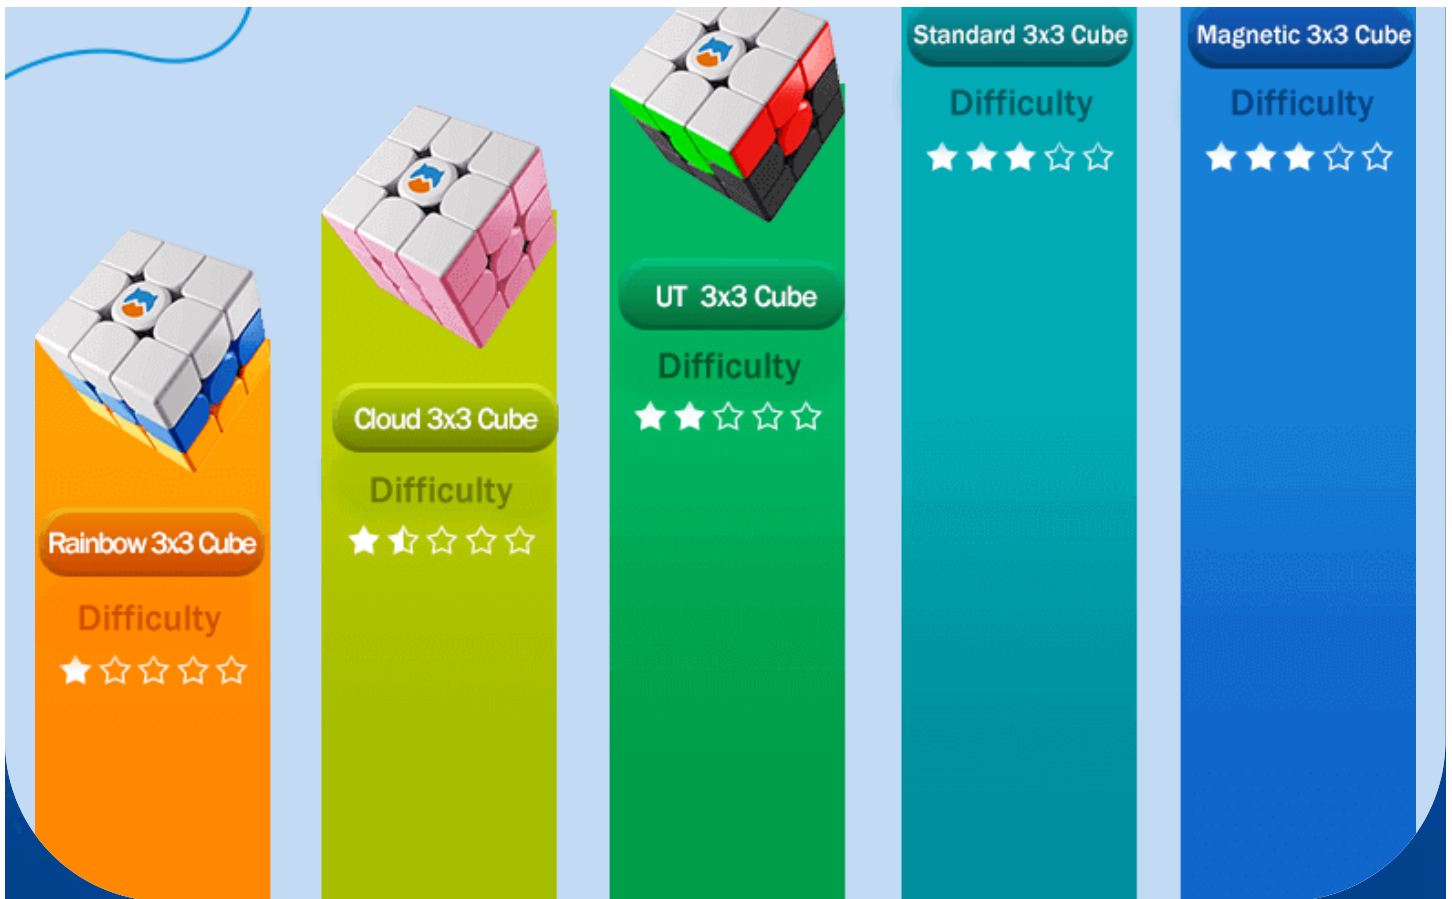 Standard 3x3 Cube
Difficulty
Magnetic 3x3 Cube
Difficulty
UT 3x3 Cube
Difficulty
Cloud 3x3 Cube
Difficulty
Rainbow 3x3 Cube
Difficulty